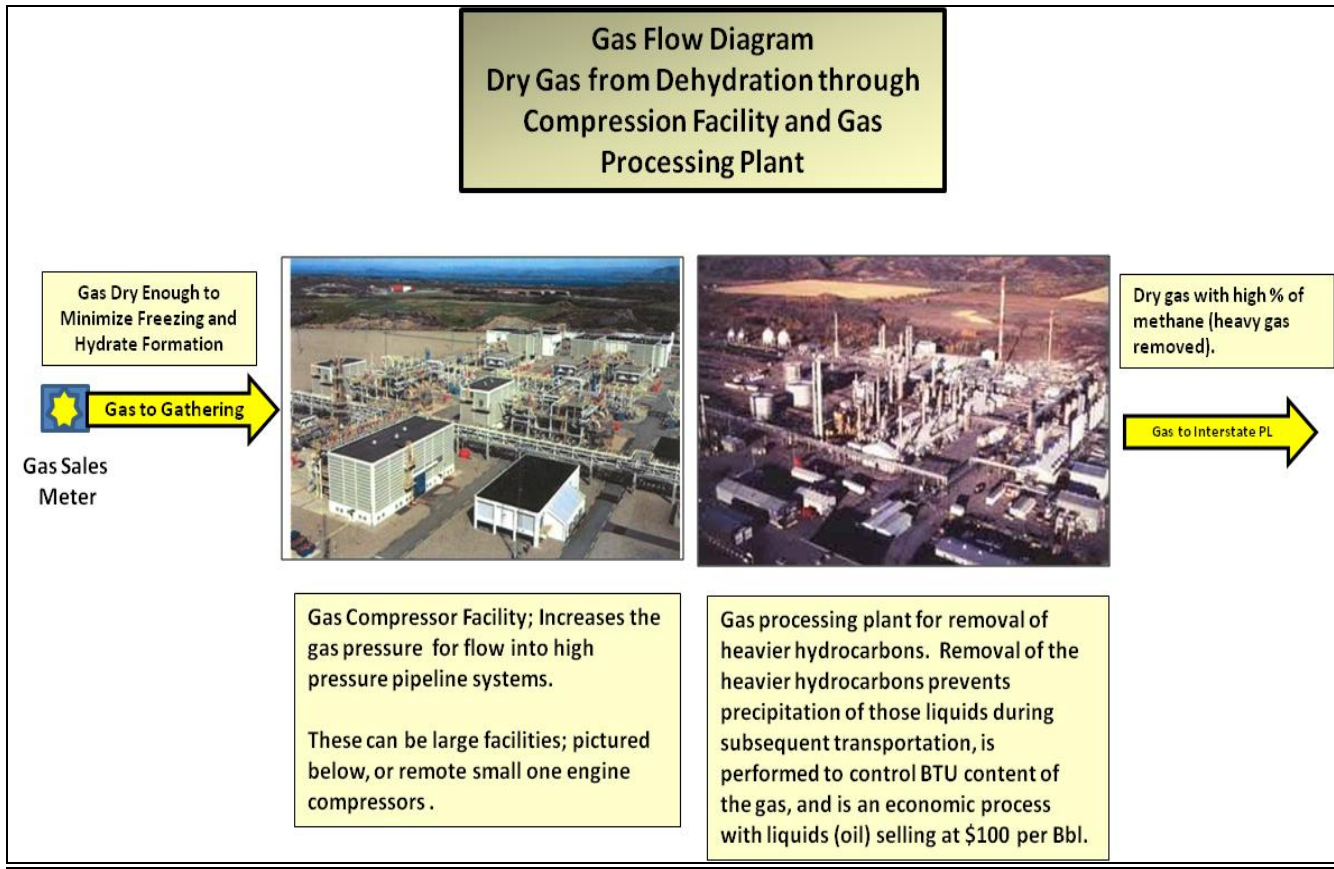 Gas Flow Diagram
Dry Gas from Dehydration through
Compression Facility and Gas
Processing Plant
Gas Dry Enough to
Minimize Freezing and
Hydrate Formation
Gas to Gathering
Gas Sales
Meter
Dry gas with high % of
methane (heavy gas
removed).
Gas to Interstate PL
Gas Compressor Facility; Increases the
gas pressure for flow into high
pressure pipeline systems.
These can be large facilities; pictured
below, or remote small one engine
compressors .
Gas processing plant for removal of
heavier hydrocarbons. Removal of the
heavier hydrocarbons prevents
precipitation of those liquids during
subsequent transportation, is
performed to control BTU content of
the gas, and is an economic process
with liquids (oil) selling at $100 per Bbl.